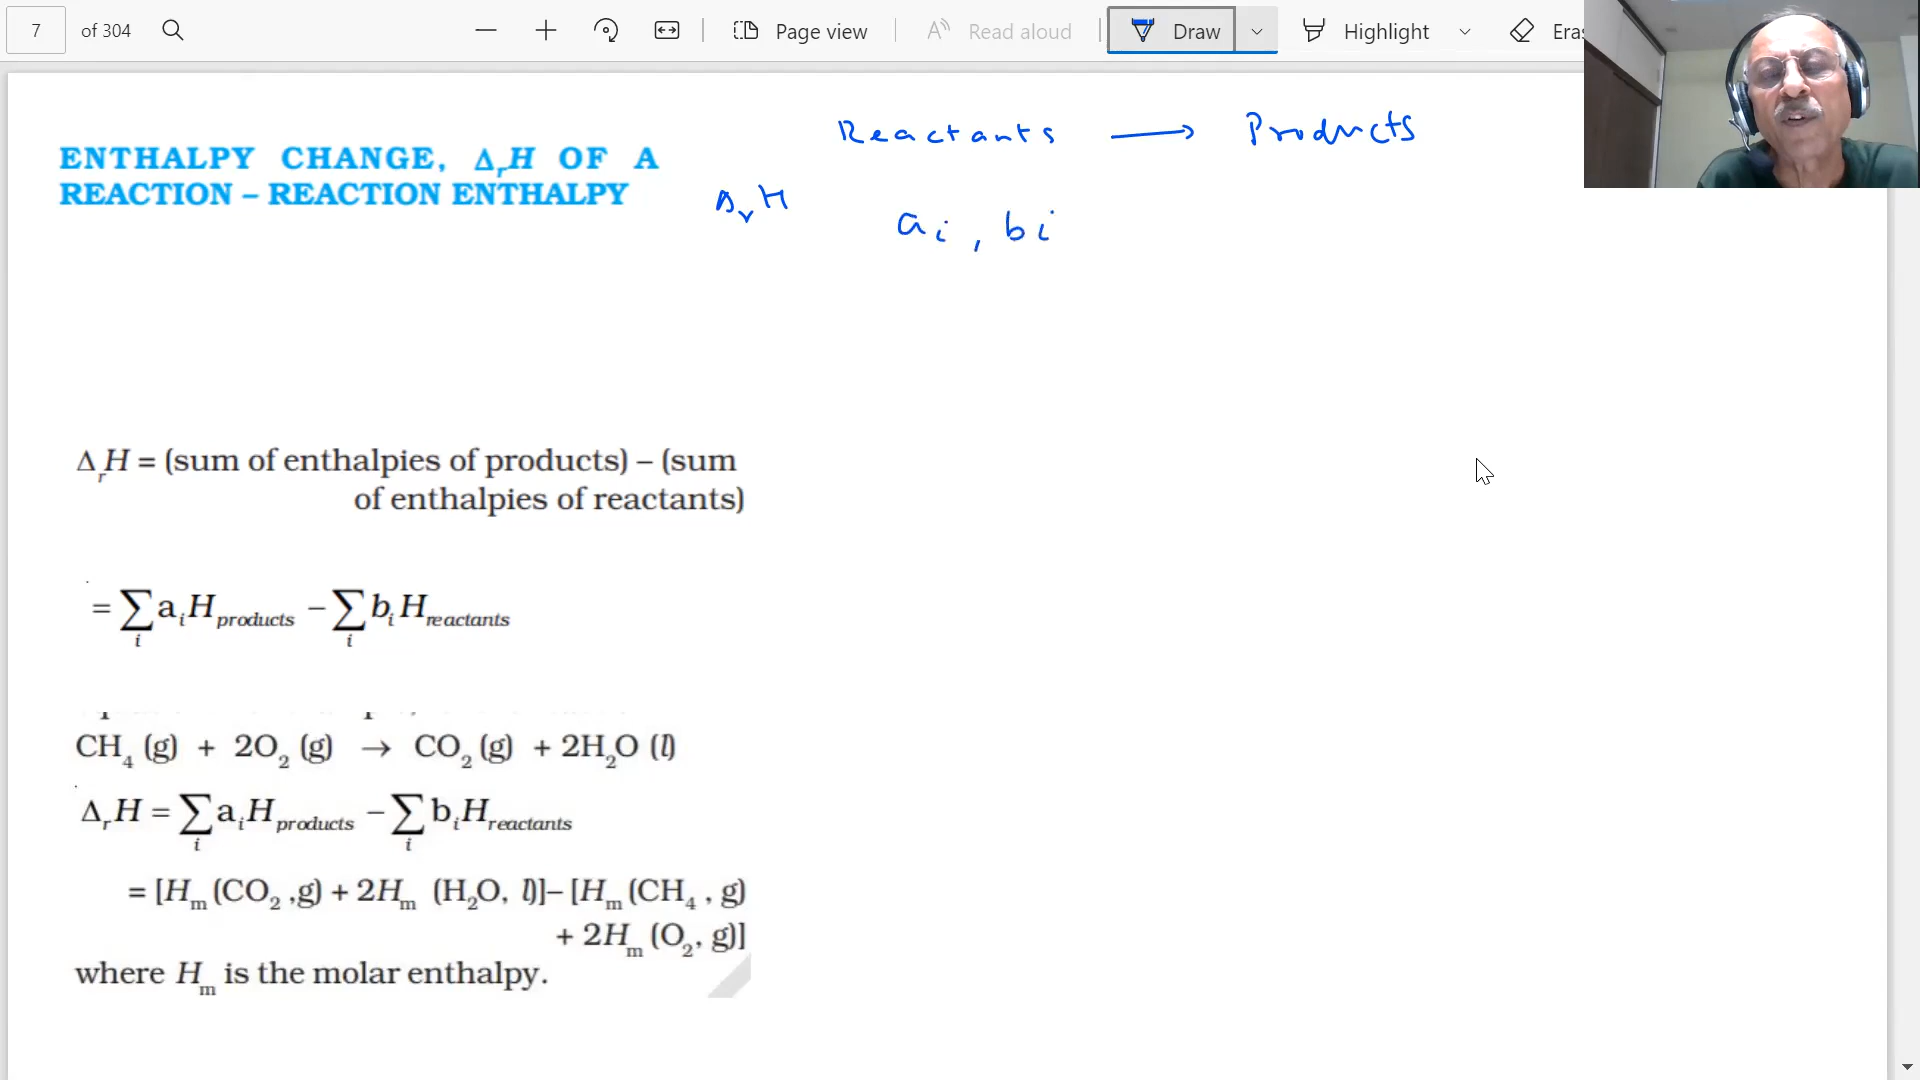 7 of 304 Page view Read aloud Draw Highlight Eras
Reactants → Products
ENTHALPY CHANGE, ΔrH OF A
REACTION – REACTION ENTHALPY
ΔrH
ai , bi
ΔrH = (sum of enthalpies of products) – (sum
of enthalpies of reactants)
= ∑i aiHproducts – ∑i biHreactants
CH4 (g) + 2O2 (g) → CO2 (g) + 2H2O (l)
ΔrH = ∑i aiHproducts – ∑i biHreactants
= [Hm (CO2 ,g) + 2Hm (H2O, l)]– [Hm (CH4 , g)
+ 2Hm (O2, g)]
where Hm is the molar enthalpy.